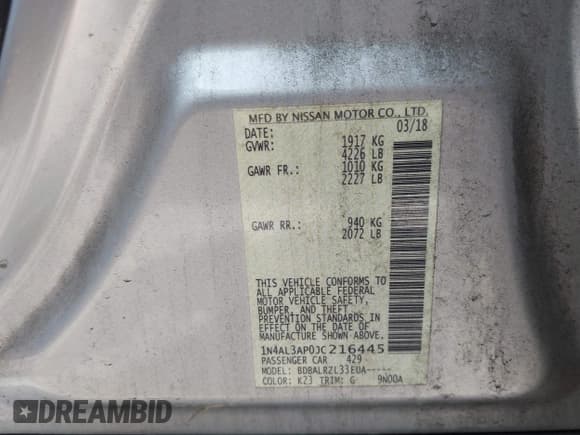 MFD BY NISSAN MOTOR CO., LTD.
DATE: 03/18
GVWR: 1917 KG
4226 LB
GAWR FR.: 1010 KG
2227 LB
GAWR RR.: 940 KG
2072 LB
THIS VEHICLE CONFORMS TO
ALL APPLICABLE FEDERAL
MOTOR VEHICLE SAFETY,
BUMPER, AND THEFT
PREVENTION STANDARDS IN
EFFECT ON THE DATE OF
MANUFACTURE SHOWN ABOVE.
1N4AL3AP0JC216445
PASSENGER CAR 429
MODEL: BDBALRZL33EUA-----
COLOR: K23 TRIM: G 9N00A
DREAMBID